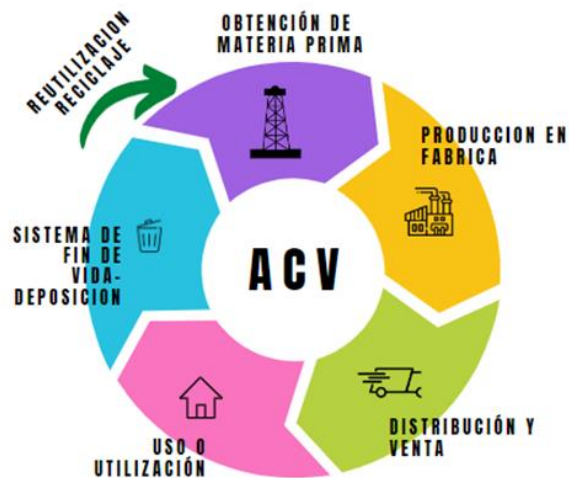 OBTENCIÓN DE
MATERIA PRIMA
REUTILIZACION
RECICLAJE
PRODUCCION EN
FABRICA
SISTEMA DE
FIN DE
VIDA-
DEPOSICION
ACV
DISTRIBUCIÓN Y
VENTA
USO O
UTILIZACIÓN